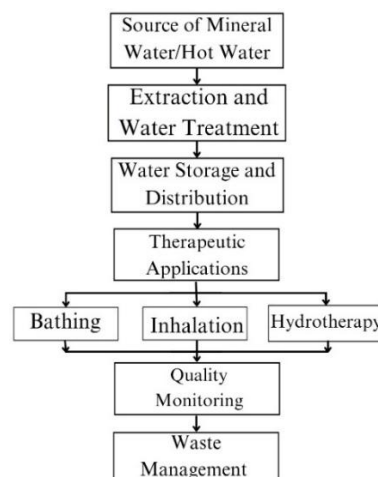 Source of Mineral
Water/Hot Water
Extraction and
Water Treatment
Water Storage and
Distribution
Therapeutic
Applications
Bathing
Inhalation
Hydrotherapy
Quality
Monitoring
Waste
Management